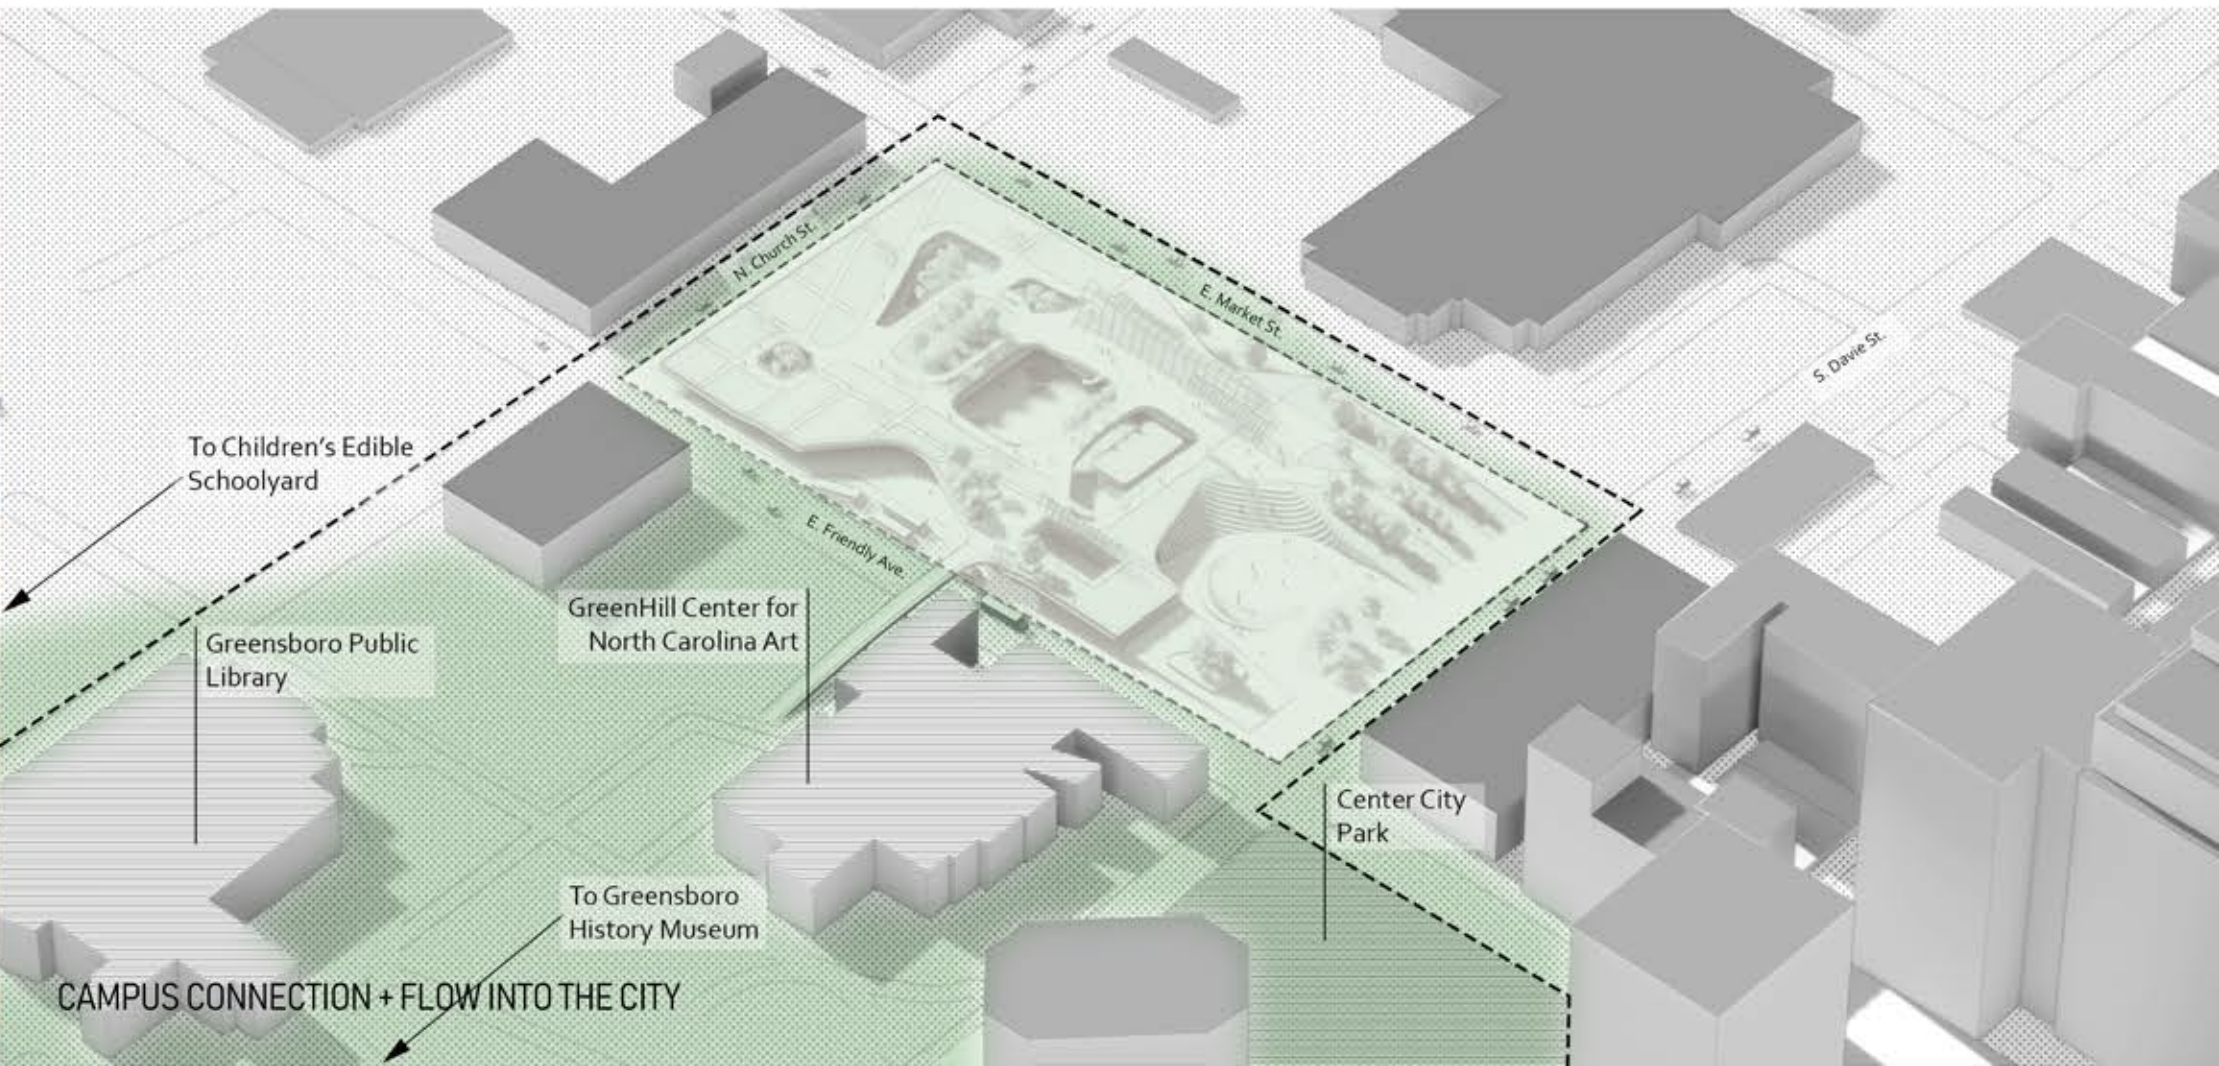 N. Church St.
E. Market St.
S. Davie St.
To Children's Edible
Schoolyard
E. Friendly Ave.
GreenHill Center for
North Carolina Art
Greensboro Public
Library
Center City
Park
To Greensboro
History Museum
CAMPUS CONNECTION + FLOW INTO THE CITY